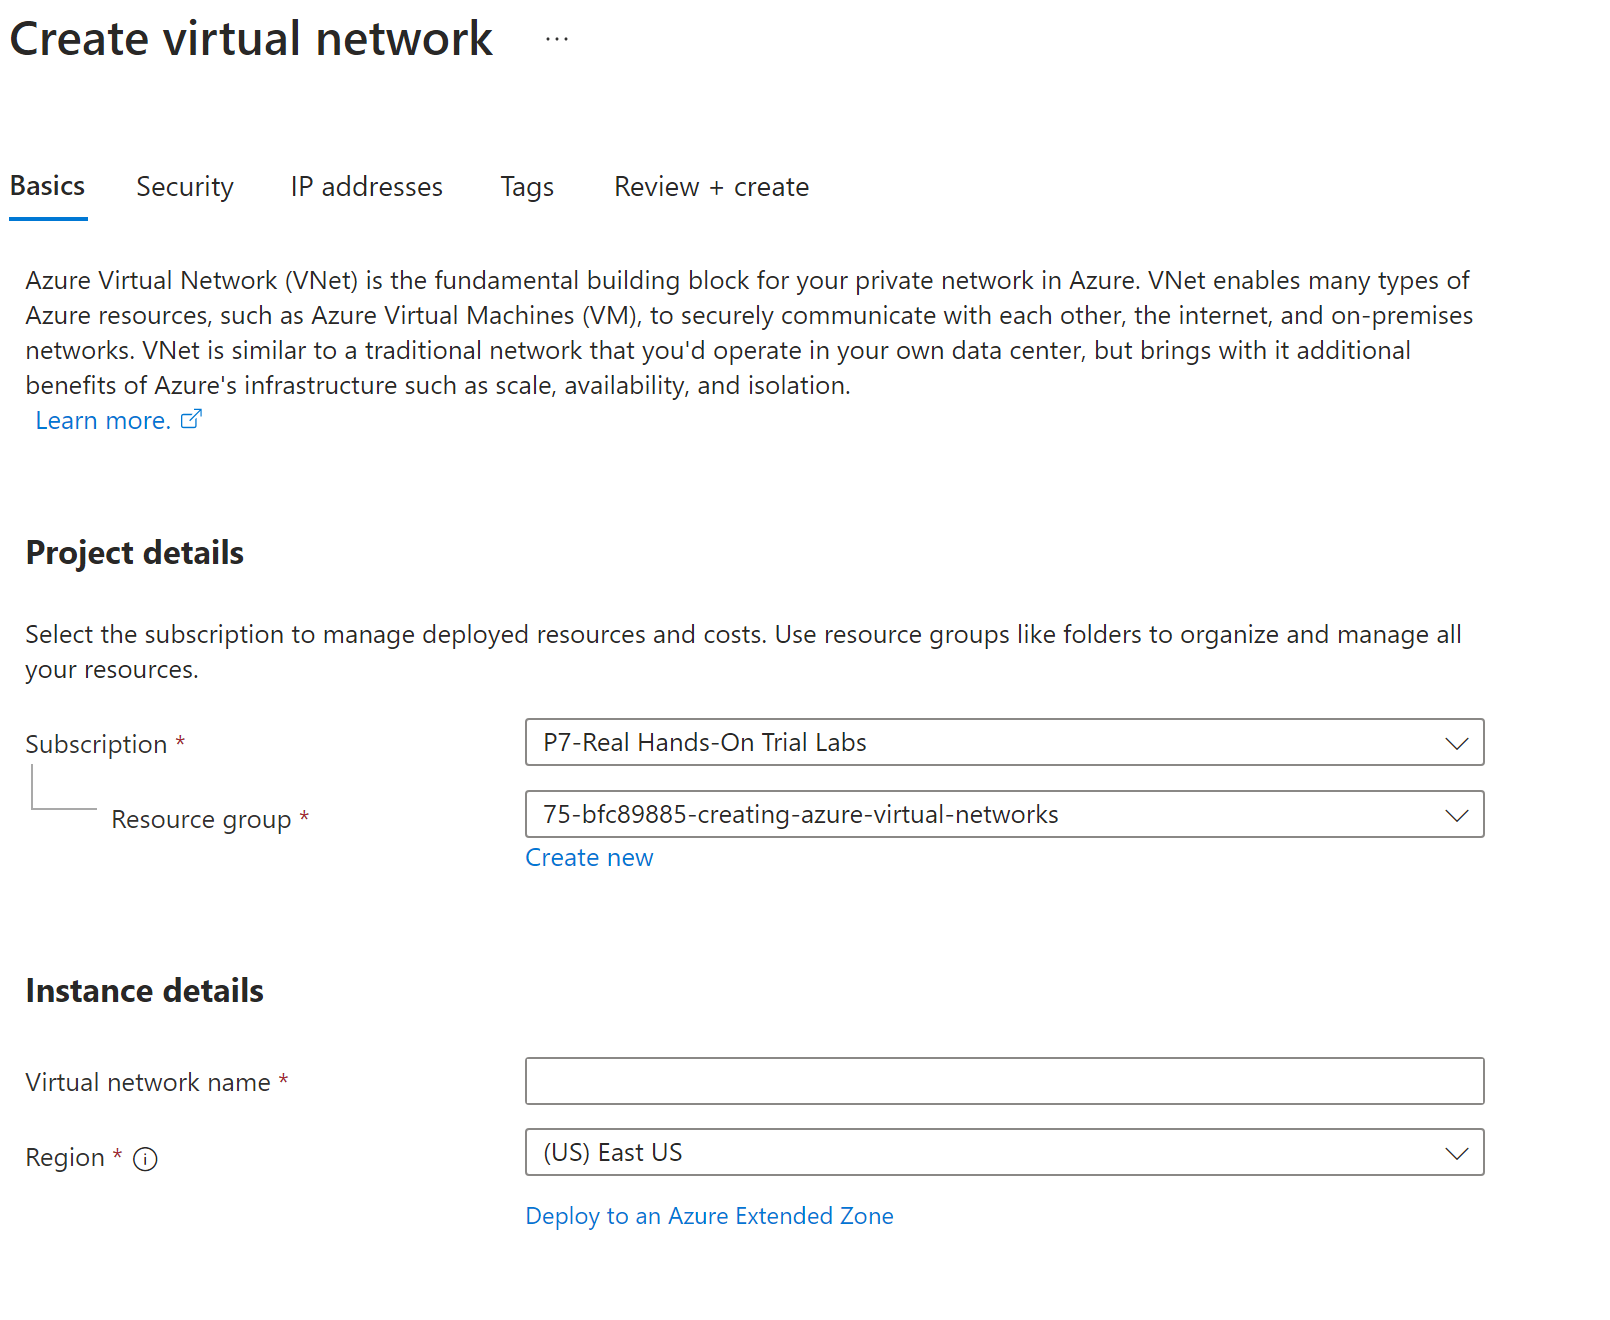 Create virtual network ...
Basics Security IP addresses Tags Review + create
Azure Virtual Network (VNet) is the fundamental building block for your private network in Azure. VNet enables many types of
Azure resources, such as Azure Virtual Machines (VM), to securely communicate with each other, the internet, and on-premises
networks. VNet is similar to a traditional network that you'd operate in your own data center, but brings with it additional
benefits of Azure's infrastructure such as scale, availability, and isolation.
Learn more.
Project details
Select the subscription to manage deployed resources and costs. Use resource groups like folders to organize and manage all
your resources.
Subscription * P7-Real Hands-On Trial Labs
Resource group * 75-bfc89885-creating-azure-virtual-networks
Create new
Instance details
Virtual network name *
Region * (US) East US
Deploy to an Azure Extended Zone